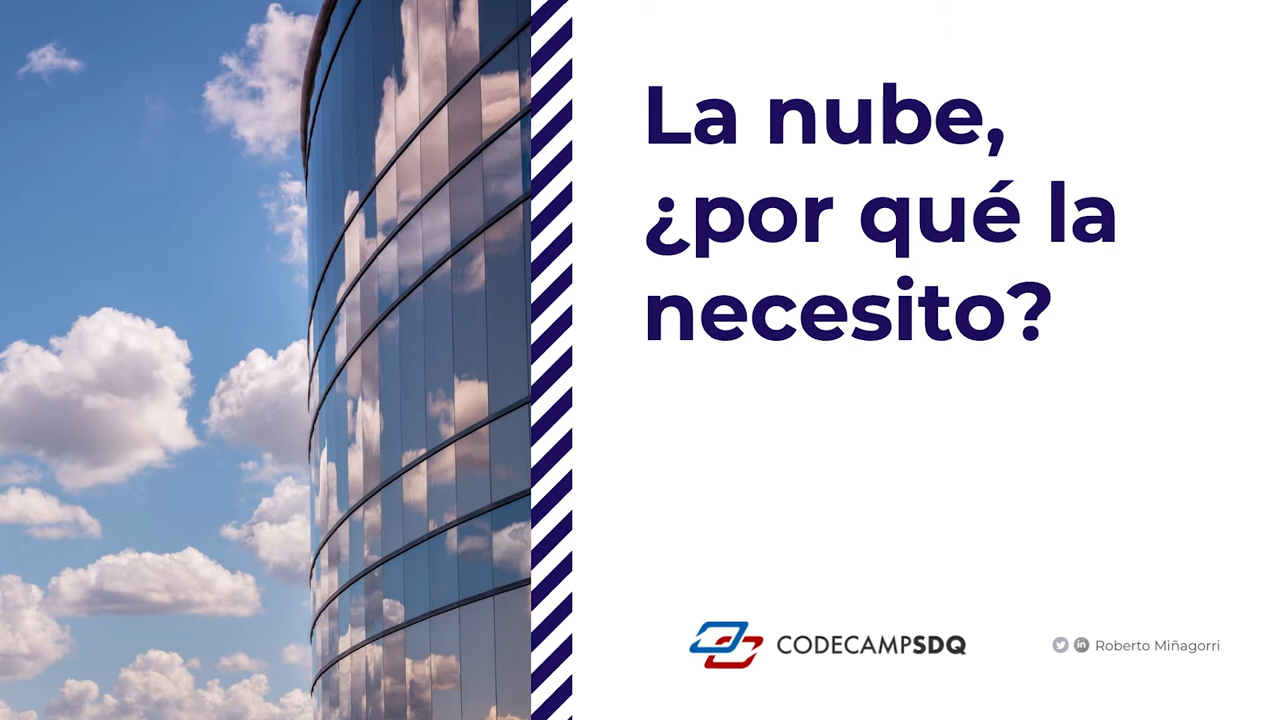 La nube,
¿por qué la
necesito?
CODECAMPSDQ
Roberto Miñagorri